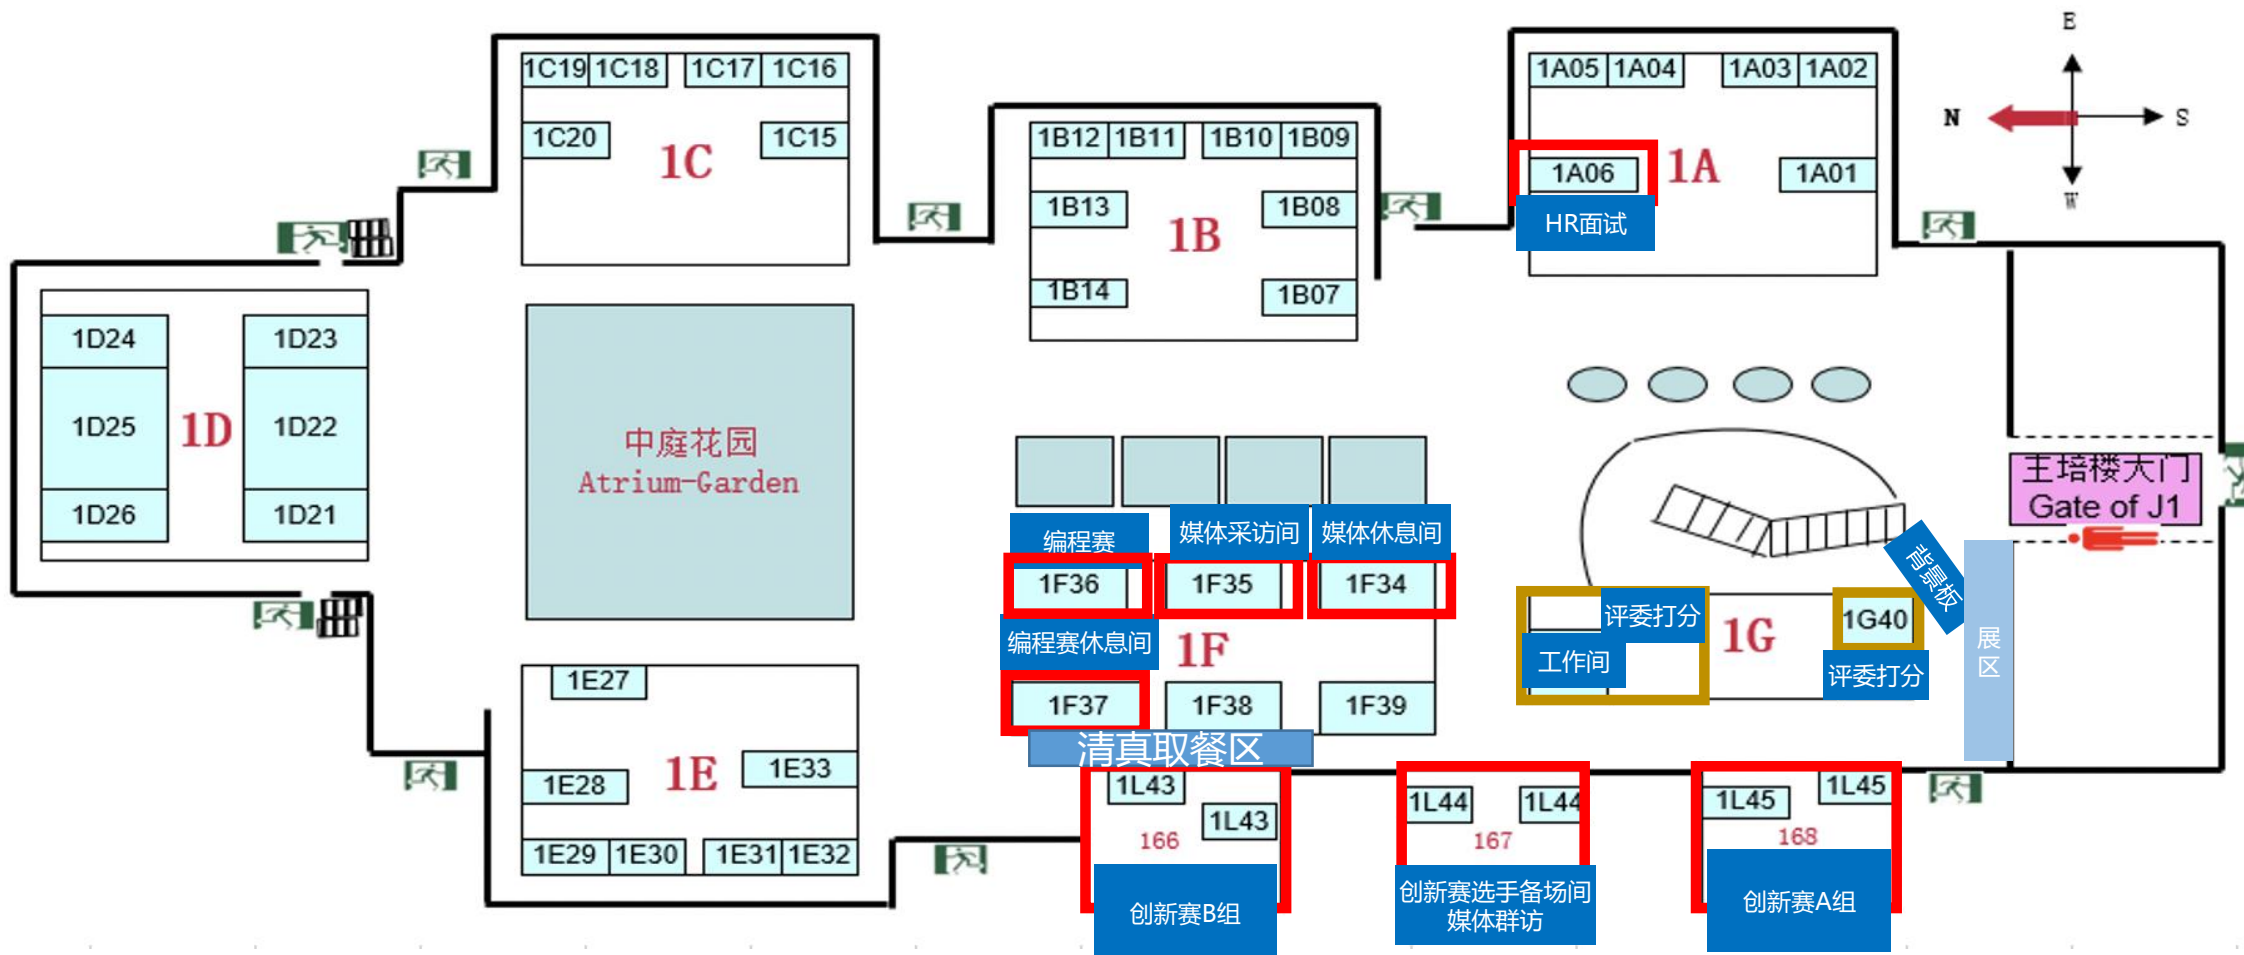 E
N
S
W
1C19 1C18 1C17 1C16
1C20 1C15
1C
1B12 1B11 1B10 1B09
1B13 1B08
1B
1B14 1B07
1A05 1A04 1A03 1A02
1A06 1A01
1A
HR面试
1D24 1D23
1D25 1D22
1D
1D26 1D21
中庭花园
Atrium-Garden
主培楼大门
Gate of J1
编程赛
媒体采访间
媒体休息间
1F36 1F35 1F34
编程赛休息间
1F
1F37 1F38 1F39
清真取餐区
背景板
展区
评委打分
工作间
1G
1G40
评委打分
1E27
1E28 1E33
1E
1E29 1E30 1E31 1E32
1L43
1L43
166
创新赛B组
1L44 1L44
167
创新赛选手备场间
媒体群访
1L45
1L45
168
创新赛A组